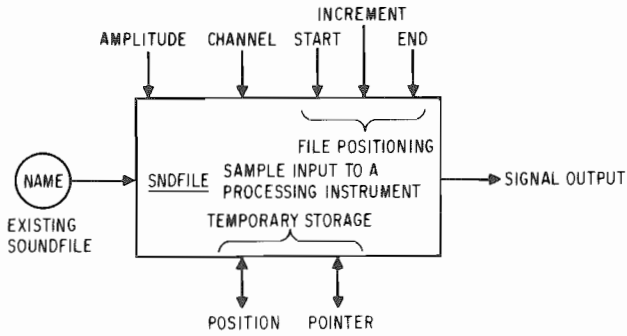 INCREMENT
AMPLITUDE CHANNEL START END
FILE POSITIONING
NAME
SNDFILE SAMPLE INPUT TO A
PROCESSING INSTRUMENT
SIGNAL OUTPUT
EXISTING
SOUNDFILE
TEMPORARY STORAGE
POSITION POINTER